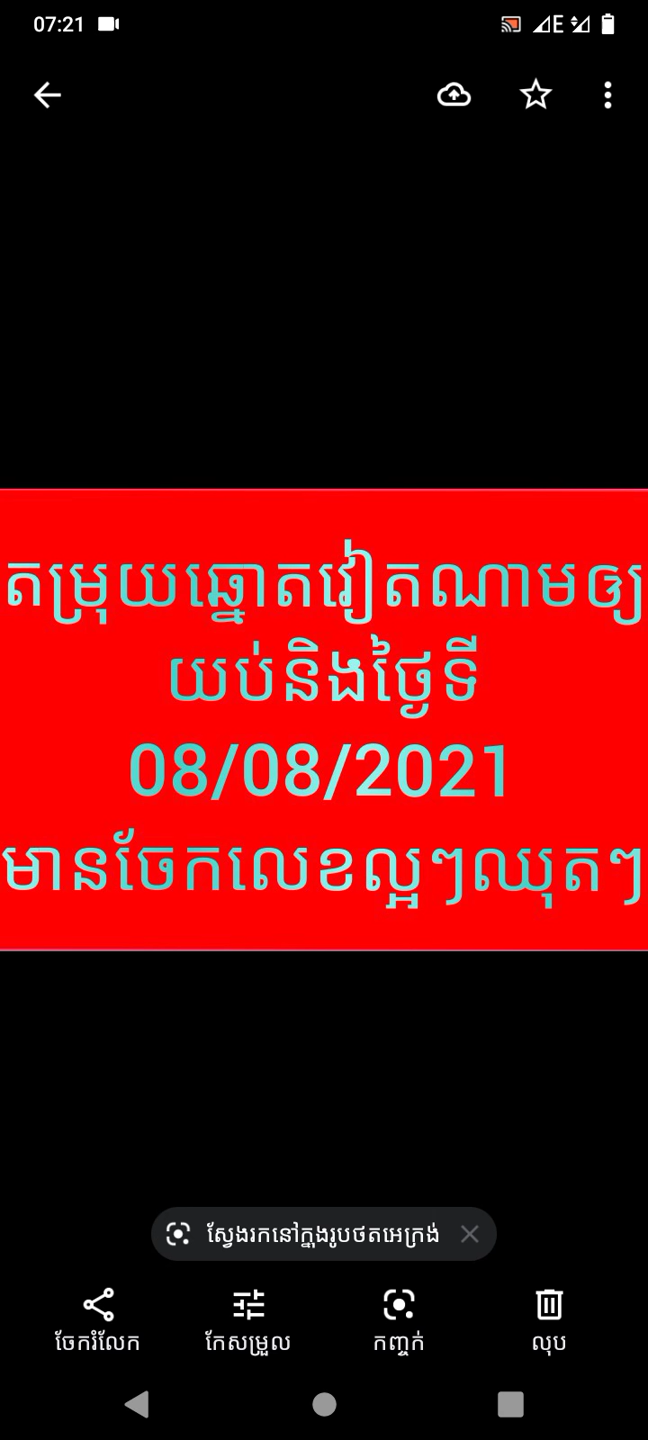 07:21
E
តម្រុយឆ្នោតវៀតណាមឲ្យ
យប់និងថ្ងៃទី
08/08/2021
មានចែកលេខល្អៗឈុតៗ
ស្វែងរកនៅក្នុងរូបថតអេក្រង់
ចែករំលែក កែសម្រួល កញ្ចក់ លុប